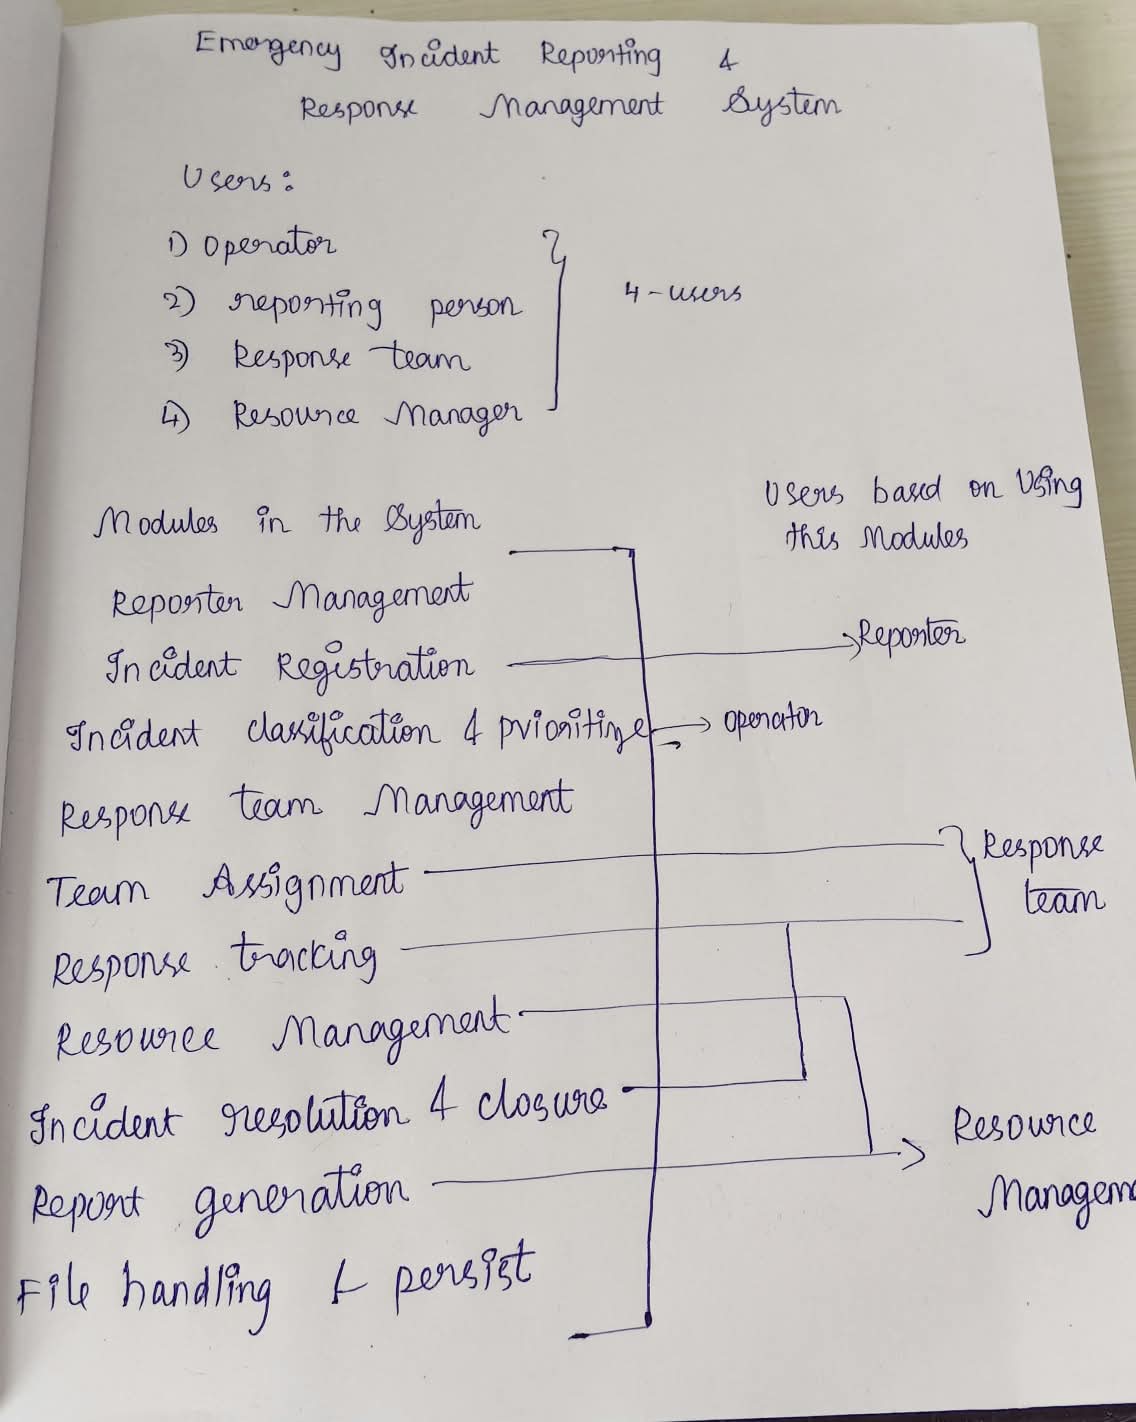 Emergency Incident Reporting &
Response Management System
Users:
1) Operator
2) reporting person
3) Response team
4) Resource Manager
4-users
Modules in the System
Users based on Using
this Modules
Reporter Management
Incident Registration
Reporter
Incident classification & prioritize
operator
Response team Management
Team Assignment
Response
team
Response tracking
Resource Management
Incident resolution & closure
Report generation
Resource
Managem
File handling & persist